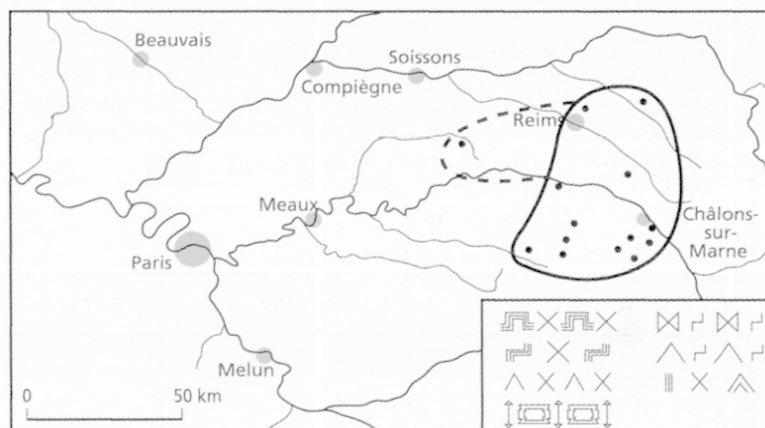 Beauvais
Soissons
Compiègne
Reims
Meaux
Châlons-
sur-
Marne
Paris
Melun
0 50 km